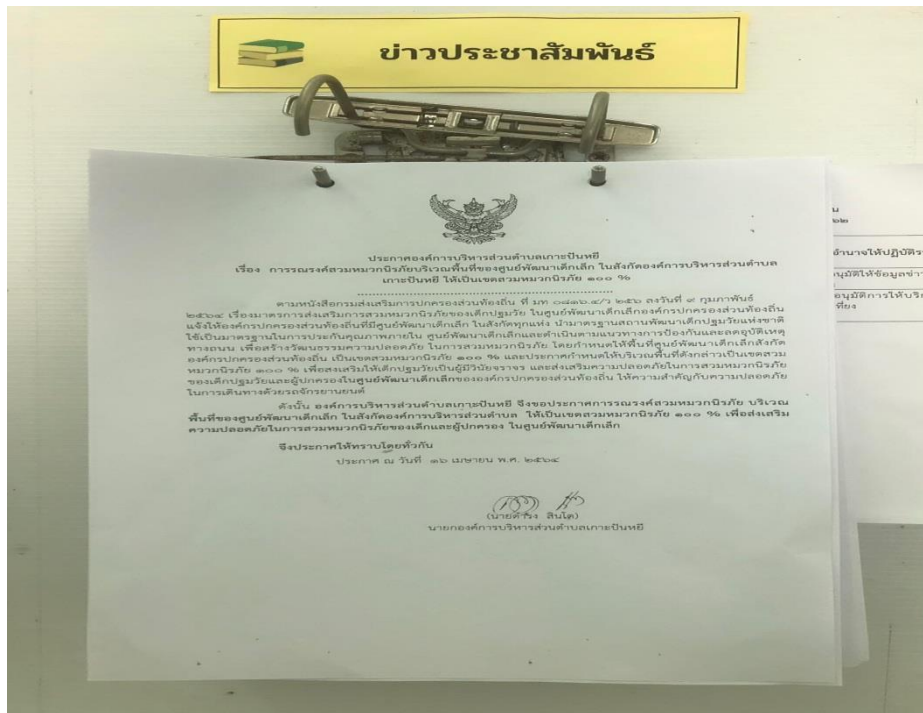 ข่าวประชาสัมพันธ์
ประกาศองค์การบริหารส่วนตำบลเกาะปันหยี
เรื่อง การรณรงค์สวมหมวกนิรภัยบริเวณพื้นที่ของศูนย์พัฒนาเด็กเล็ก ในสังกัดองค์การบริหารส่วนตำบล
เกาะปันหยี ให้เป็นเขตสวมหมวกนิรภัย ๑๐๐ %
ตามหนังสือกรมส่งเสริมการปกครองส่วนท้องถิ่น ที่ มท ๐๘๑๖.๔/ว ๒๕๖ ลงวันที่ ๙ กุมภาพันธ์
๒๕๖๔ เรื่องมาตรการส่งเสริมการสวมหมวกนิรภัยของเด็กปฐมวัย ในศูนย์พัฒนาเด็กเล็กองค์กรปกครองส่วนท้องถิ่น
แจ้งให้องค์กรปกครองส่วนท้องถิ่นที่มีศูนย์พัฒนาเด็กเล็ก ในสังกัดทุกแห่ง นำมาตรฐานสถานพัฒนาเด็กปฐมวัยแห่งชาติ
ใช้เป็นมาตรฐานในการประกันคุณภาพภายใน ศูนย์พัฒนาเด็กเล็กและดำเนินตามแนวทางการป้องกันและลดอุบัติเหตุ
ทางถนน เพื่อสร้างวัฒนธรรมความปลอดภัย ในการสวมหมวกนิรภัย โดยกำหนดให้พื้นที่ศูนย์พัฒนาเด็กเล็กสังกัด
องค์กรปกครองส่วนท้องถิ่น เป็นเขตสวมหมวกนิรภัย ๑๐๐ % และประกาศกำหนดให้บริเวณพื้นที่ดังกล่าวเป็นเขตสวม
หมวกนิรภัย ๑๐๐ % เพื่อส่งเสริมให้เด็กปฐมวัยเป็นผู้มีวินัยจราจร และส่งเสริมความปลอดภัยในการสวมหมวกนิรภัย
ของเด็กปฐมวัยและผู้ปกครองในศูนย์พัฒนาเด็กเล็กขององค์กรปกครองส่วนท้องถิ่น ให้ความสำคัญกับความปลอดภัย
ในการเดินทางด้วยรถจักรยานยนต์
ดังนั้น องค์การบริหารส่วนตำบลเกาะปันหยี จึงขอประกาศการรณรงค์สวมหมวกนิรภัย บริเวณ
พื้นที่ของศูนย์พัฒนาเด็กเล็ก ในสังกัดองค์การบริหารส่วนตำบล ให้เป็นเขตสวมหมวกนิรภัย ๑๐๐ % เพื่อส่งเสริม
ความปลอดภัยในการสวมหมวกนิรภัยของเด็กและผู้ปกครอง ในศูนย์พัฒนาเด็กเล็ก
จึงประกาศให้ทราบโดยทั่วกัน
ประกาศ ณ วันที่ ๑๖ เมษายน พ.ศ. ๒๕๖๔
(นายดำรง สินโต)
นายกองค์การบริหารส่วนตำบลเกาะปันหยี